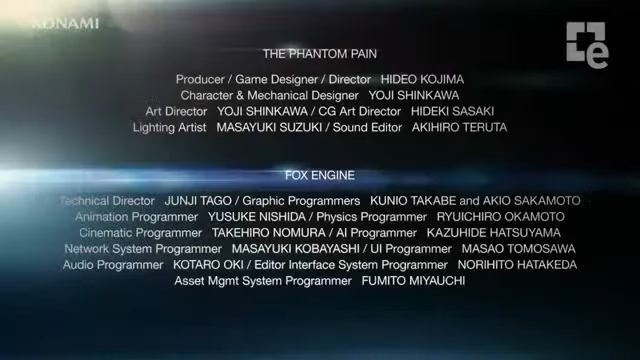 KONAMI
e
THE PHANTOM PAIN
Producer / Game Designer / Director HIDEO KOJIMA
Character & Mechanical Designer YOJI SHINKAWA
Art Director YOJI SHINKAWA / CG Art Director HIDEKI SASAKI
Lighting Artist MASAYUKI SUZUKI / Sound Editor AKIHIRO TERUTA
FOX ENGINE
Technical Director JUNJI TAGO / Graphic Programmers KUNIO TAKABE and AKIO SAKAMOTO
Animation Programmer YUSUKE NISHIDA / Physics Programmer RYUICHIRO OKAMOTO
Cinematic Programmer TAKEHIRO NOMURA / AI Programmer KAZUHIDE HATSUYAMA
Network System Programmer MASAYUKI KOBAYASHI / UI Programmer MASAO TOMOSAWA
Audio Programmer KOTARO OKI / Editor Interface System Programmer NORIHITO HATAKEDA
Asset Mgmt System Programmer FUMITO MIYAUCHI